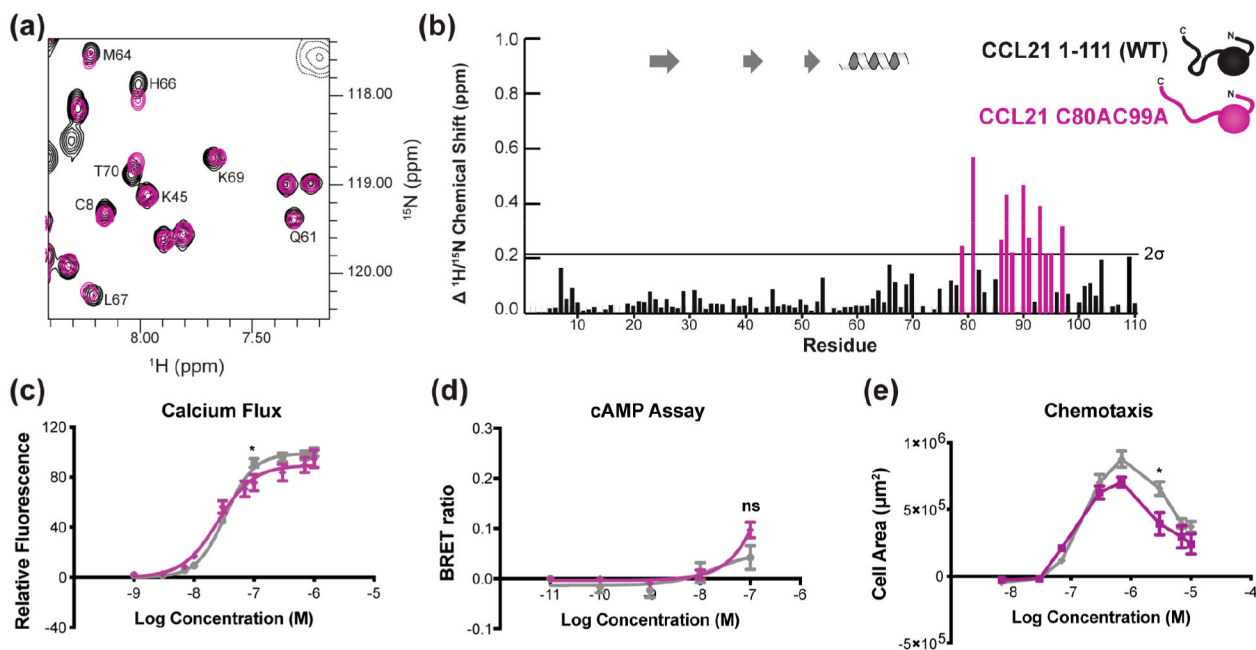 (a)
M64
H66
T70
K69
C8
K45
Q61
L67
118.00
119.00
120.00
¹⁵N (ppm)
8.00
7.50
¹H (ppm)
(b)
CCL21 1-111 (WT)
C
N
CCL21 C80AC99A
C
N
Δ ¹H/¹⁵N Chemical Shift (ppm)
1.0
0.8
0.6
0.4
0.2
0.0
2σ
10 20 30 40 50 60 70 80 90 100 110
Residue
(c)
Calcium Flux
Relative Fluorescence
120
80
40
0
-40
*
-9 -8 -7 -6 -5
Log Concentration (M)
(d)
cAMP Assay
BRET ratio
0.3
0.2
0.1
0.0
-0.1
ns
-11 -10 -9 -8 -7 -6
Log Concentration (M)
(e)
Chemotaxis
Cell Area (µm²)
1×10⁶
5×10⁵
0
-5×10⁵
*
-8 -7 -6 -5 -4
Log Concentration (M)